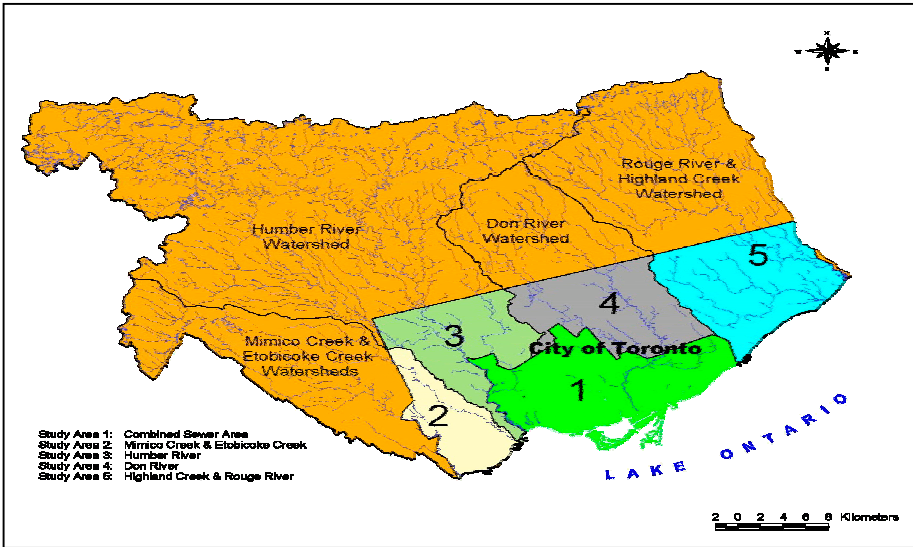 Rouge River &
Highland Creek
Watershed
Don River
Watershed
Humber River
Watershed
Mimico Creek &
Etobicoke Creek
Watersheds
5
4
3
City of Toronto
1
2
LAKE ONTARIO
Study Area 1: Combined Sewer Area
Study Area 2: Mimico Creek & Etobicoke Creek
Study Area 3: Humber River
Study Area 4: Don River
Study Area 5: Highland Creek & Rouge River
2 0 2 4 6 8 Kilometers